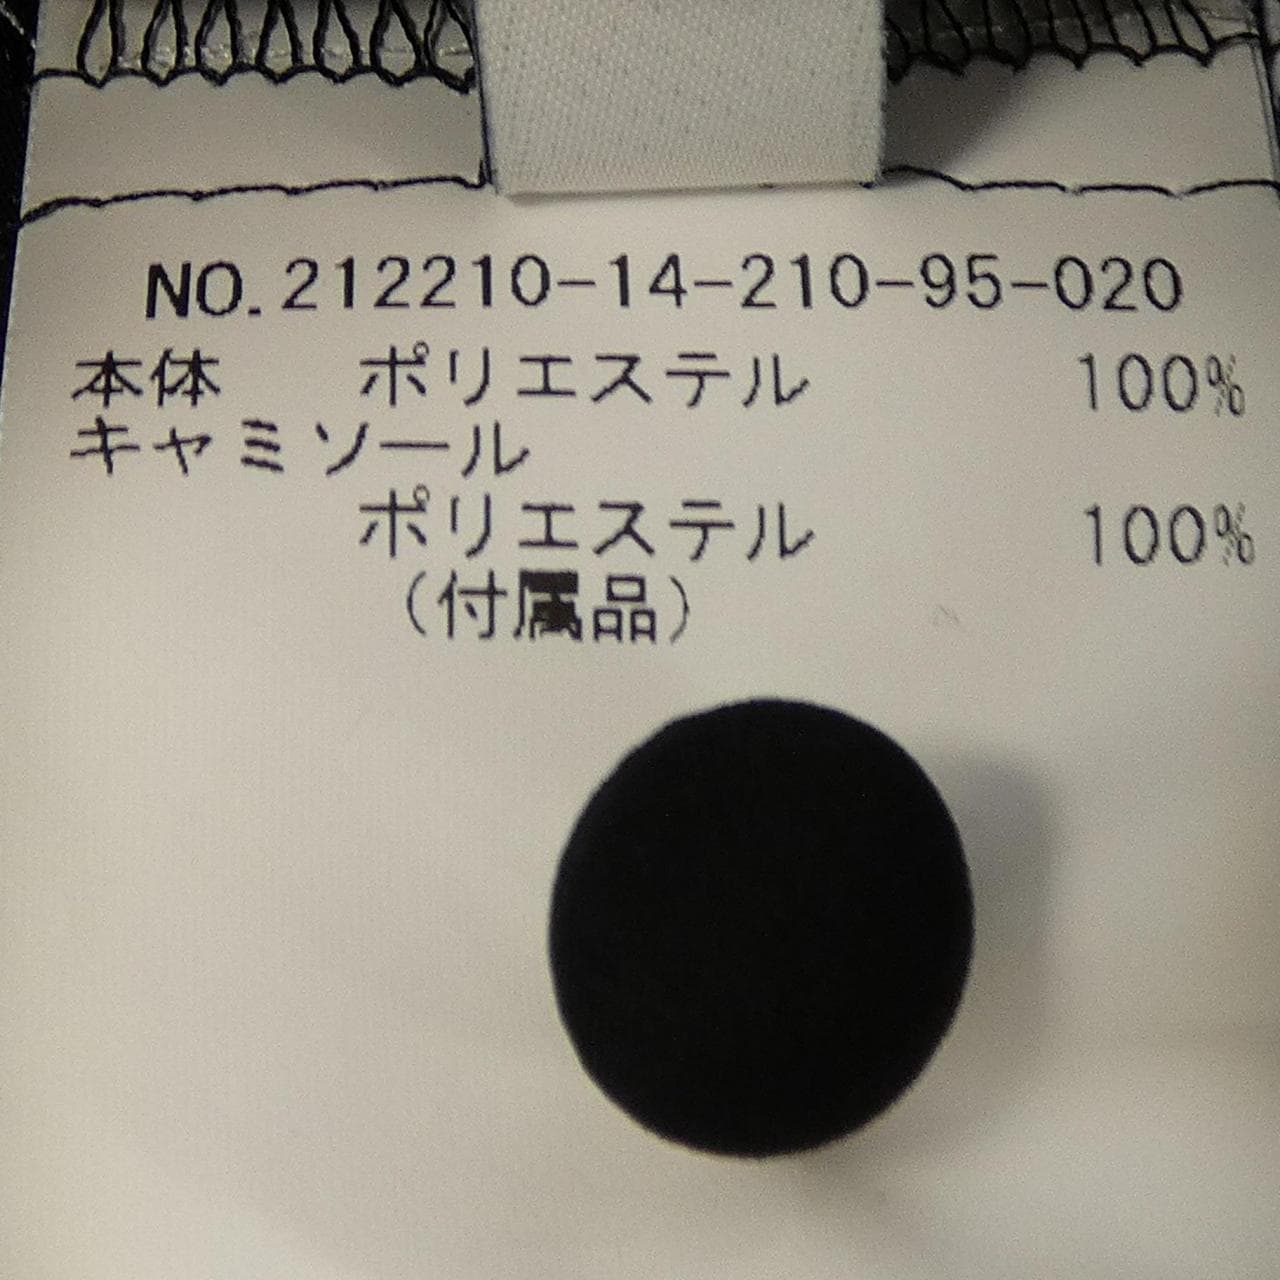 NO.212210-14-210-95-020
本体 ポリエステル 100%
キャミソール
ポリエステル 100%
(付属品)